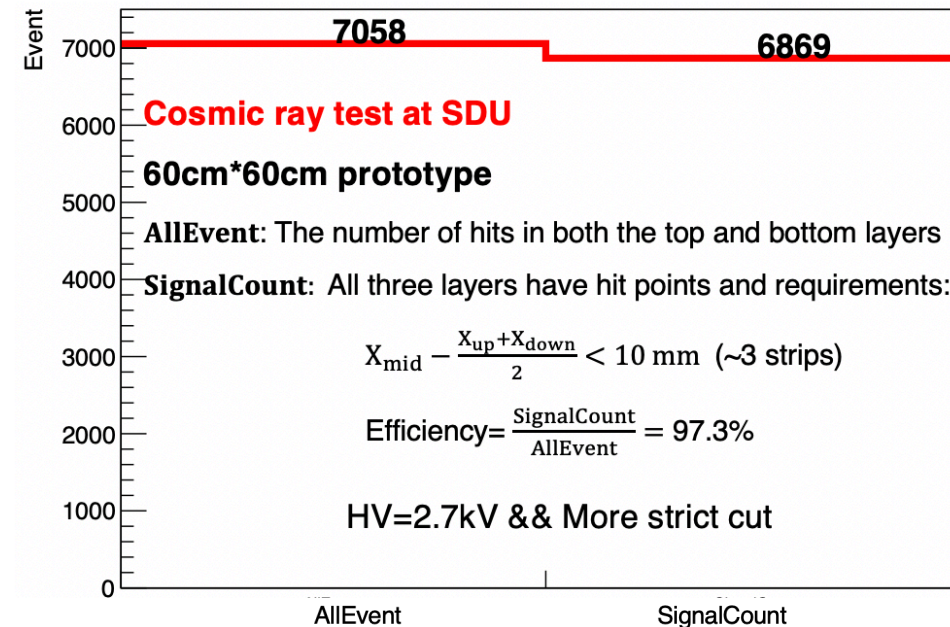 Event
7058
6869
7000
Cosmic ray test at SDU
6000
60cm*60cm prototype
5000
AllEvent: The number of hits in both the top and bottom layers
4000
SignalCount: All three layers have hit points and requirements:
3000
X_mid − (X_up+X_down)/2 < 10 mm (~3 strips)
2000
Efficiency= SignalCount/AllEvent = 97.3%
1000
HV=2.7kV && More strict cut
0
AllEvent SignalCount